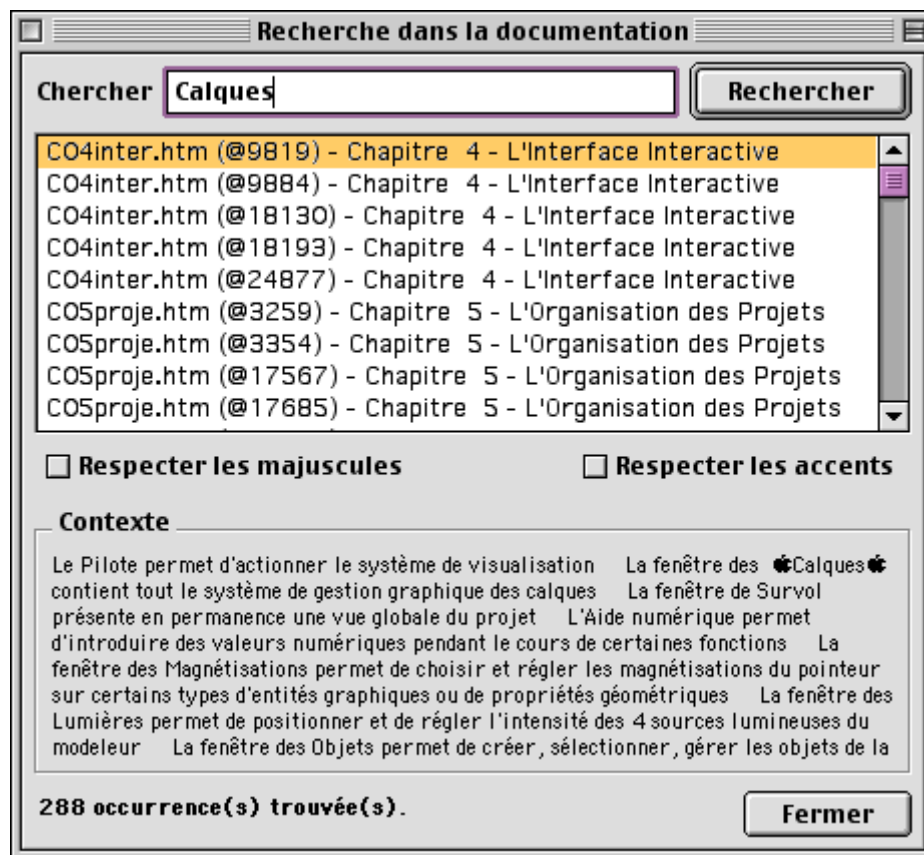 Recherche dans la documentation
Chercher Calques Rechercher
C04inter.htm (@9819) - Chapitre 4 - L'Interface Interactive
C04inter.htm (@9884) - Chapitre 4 - L'Interface Interactive
C04inter.htm (@18130) - Chapitre 4 - L'Interface Interactive
C04inter.htm (@18193) - Chapitre 4 - L'Interface Interactive
C04inter.htm (@24877) - Chapitre 4 - L'Interface Interactive
C05proje.htm (@3259) - Chapitre 5 - L'Organisation des Projets
C05proje.htm (@3354) - Chapitre 5 - L'Organisation des Projets
C05proje.htm (@17567) - Chapitre 5 - L'Organisation des Projets
C05proje.htm (@17685) - Chapitre 5 - L'Organisation des Projets
Respecter les majuscules Respecter les accents
Contexte
Le Pilote permet d'actionner le système de visualisation La fenêtre des Calques
contient tout le système de gestion graphique des calques La fenêtre de Survol
présente en permanence une vue globale du projet L'Aide numérique permet
d'introduire des valeurs numériques pendant le cours de certaines fonctions La
fenêtre des Magnétisations permet de choisir et régler les magnétisations du pointeur
sur certains types d'entités graphiques ou de propriétés géométriques La fenêtre des
Lumières permet de positionner et de régler l'intensité des 4 sources lumineuses du
modeleur La fenêtre des Objets permet de créer, sélectionner, gérer les objets de la
288 occurrence(s) trouvée(s).
Fermer